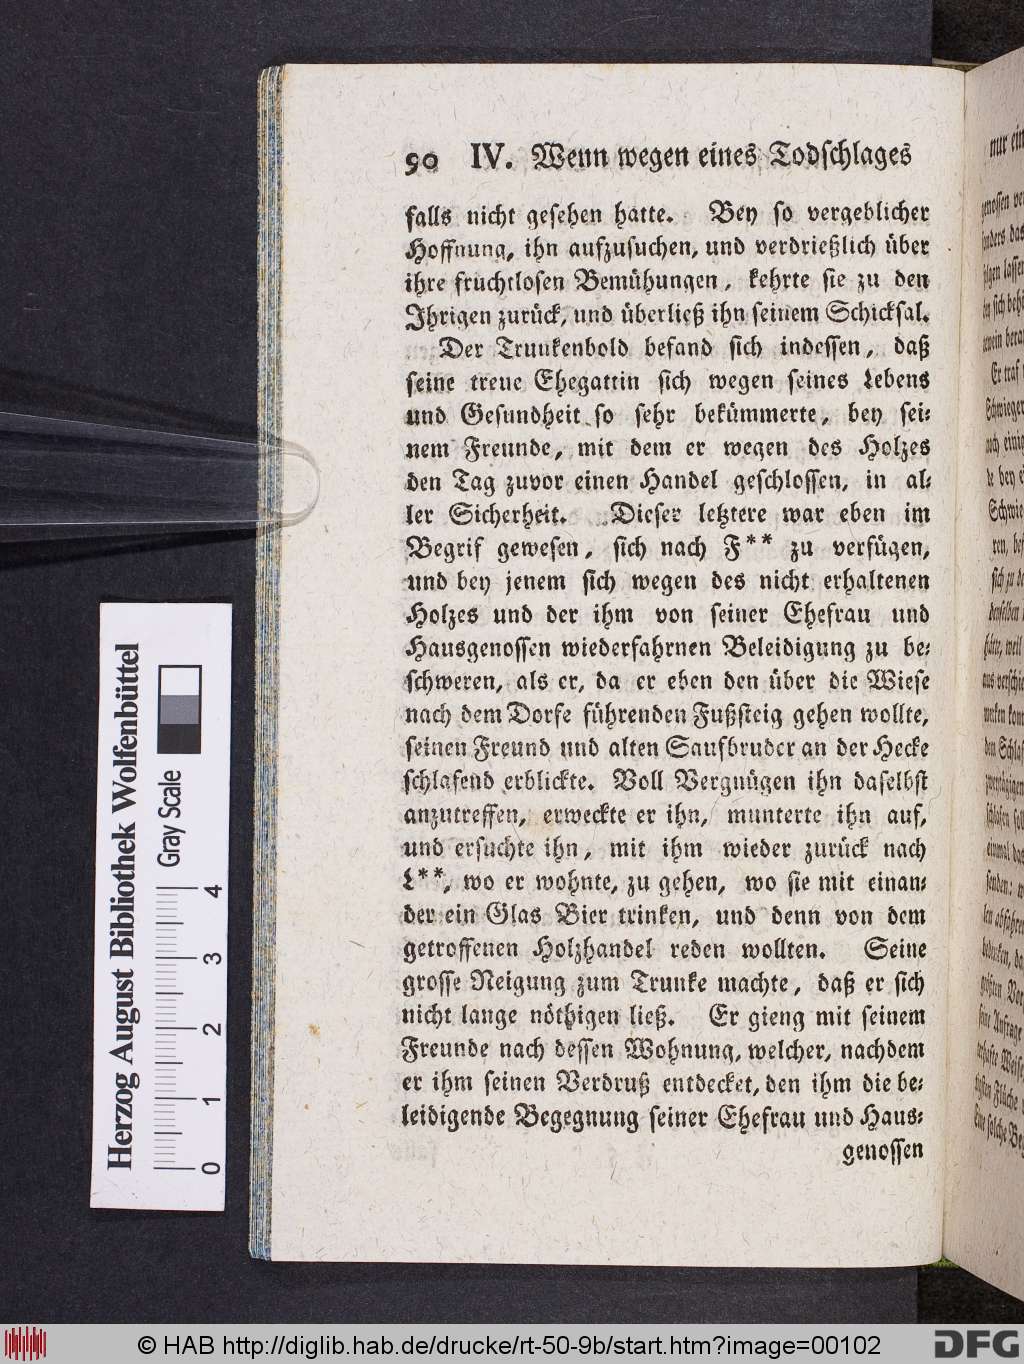 90 IV. Wenn wegen eines Todschlages
falls nicht gesehen hatte. Bey so vergeblicher
Hoffnung, ihn aufzusuchen, und verdrießlich über
ihre fruchtlosen Bemühungen, kehrte sie zu den
Ihrigen zurück, und überließ ihn seinem Schicksal.
Der Trunkenbold befand sich indessen, daß
seine treue Ehegattin sich wegen seines Lebens
und Gesundheit so sehr bekümmerte, bey sei-
nem Freunde, mit dem er wegen des Holzes
den Tag zuvor einen Handel geschlossen, in al-
ler Sicherheit. Dieser letztere war eben im
Begrif gewesen, sich nach F** zu verfügen,
und bey jenem sich wegen des nicht erhaltenen
Holzes und der ihm von seiner Ehefrau und
Hausgenossen wiederfahrnen Beleidigung zu be-
schweren, als er, da er eben den über die Wiese
nach dem Dorfe führenden Fußsteig gehen wollte,
seinen Freund und alten Saufbruder an der Hecke
schlafend erblickte. Voll Vergnügen ihn daselbst
anzutreffen, erweckte er ihn, munterte ihn auf,
und ersuchte ihn, mit ihm wieder zurück nach
L**, wo er wohnte, zu gehen, wo sie mit einan-
der ein Glas Bier trinken, und denn von dem
getroffenen Holzhandel reden wollten. Seine
grosse Neigung zum Trunke machte, daß er sich
nicht lange nöthigen ließ. Er gieng mit seinem
Freunde nach dessen Wohnung, welcher, nachdem
er ihm seinen Verdruß entdecket, den ihm die be-
leidigende Begegnung seiner Ehefrau und Haus-
genossen
Herzog August Bibliothek Wolfenbüttel
Gray Scale
0 1 2 3 4
© HAB http://diglib.hab.de/drucke/rt-50-9b/start.htm?image=00102
DFG